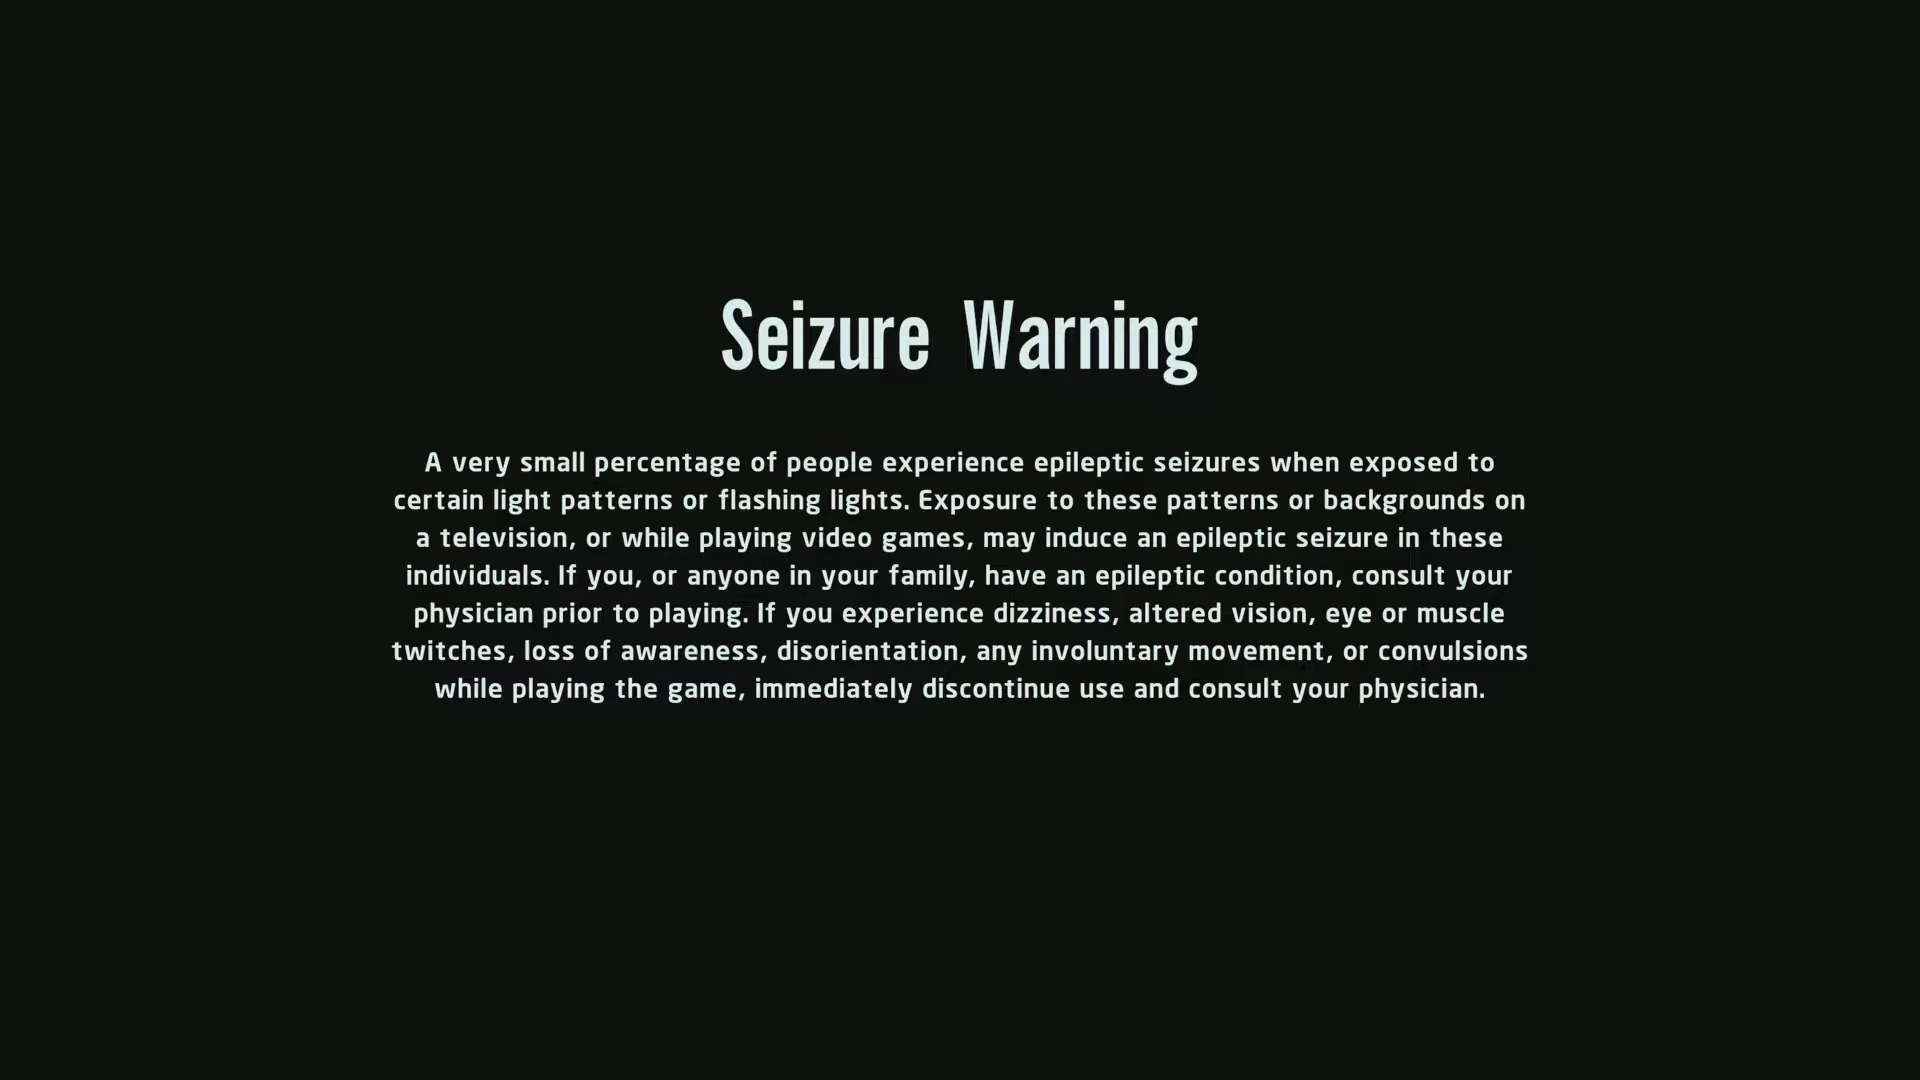 Seizure Warning
A very small percentage of people experience epileptic seizures when exposed to
certain light patterns or flashing lights. Exposure to these patterns or backgrounds on
a television, or while playing video games, may induce an epileptic seizure in these
individuals. If you, or anyone in your family, have an epileptic condition, consult your
physician prior to playing. If you experience dizziness, altered vision, eye or muscle
twitches, loss of awareness, disorientation, any involuntary movement, or convulsions
while playing the game, immediately discontinue use and consult your physician.